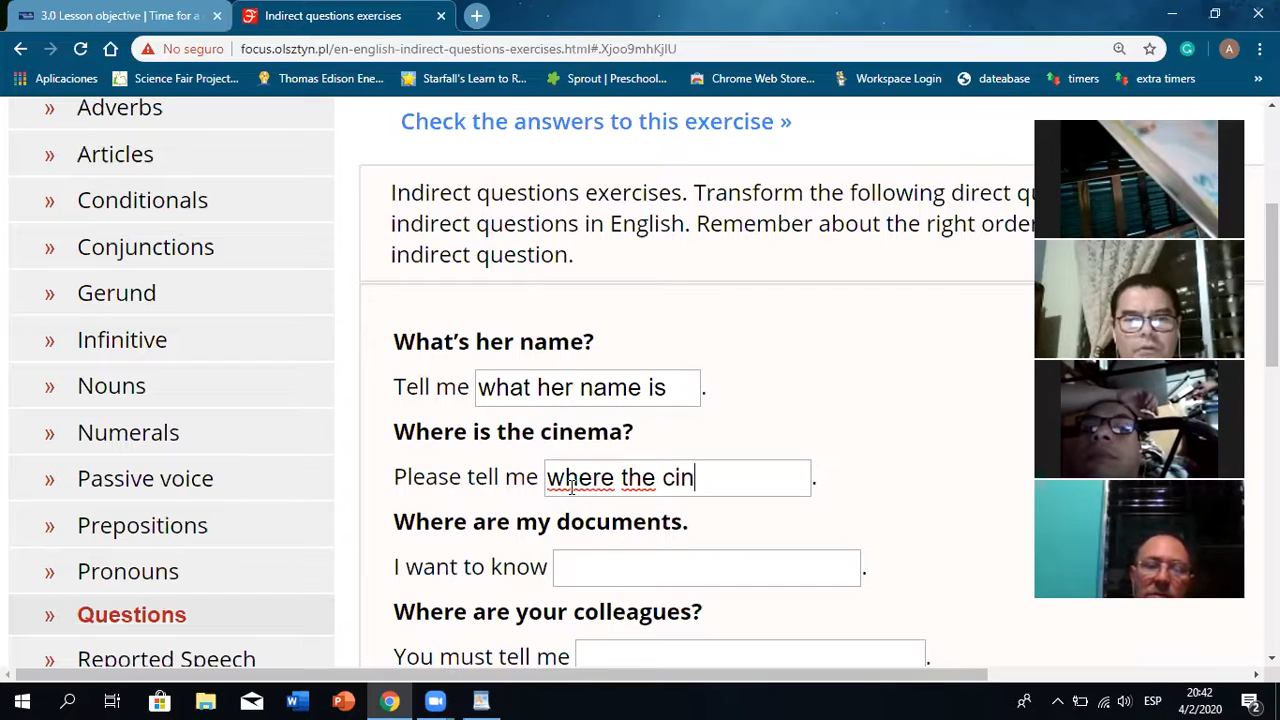 3.0 Lesson objective | Time for a
Indirect questions exercises
No seguro
focus.olsztyn.pl/en-english-indirect-questions-exercises.html#.Xjoo9mhKjIU
Aplicaciones
Science Fair Project...
Thomas Edison Ene...
Starfall's Learn to R...
Sprout | Preschool...
Chrome Web Store...
Workspace Login
dateabase
timers
extra timers
»
» Adverbs
» Articles
» Conditionals
» Conjunctions
» Gerund
» Infinitive
» Nouns
» Numerals
» Passive voice
» Prepositions
» Pronouns
» Questions
Reported Speech
Check the answers to this exercise »
Indirect questions exercises. Transform the following direct qu
indirect questions in English. Remember about the right order
indirect question.
What's her name?
Tell me what her name is .
Where is the cinema?
Please tell me where the cin .
Where are my documents.
I want to know .
Where are your colleagues?
You must tell me .
ESP
20:42
4/2/2020
2